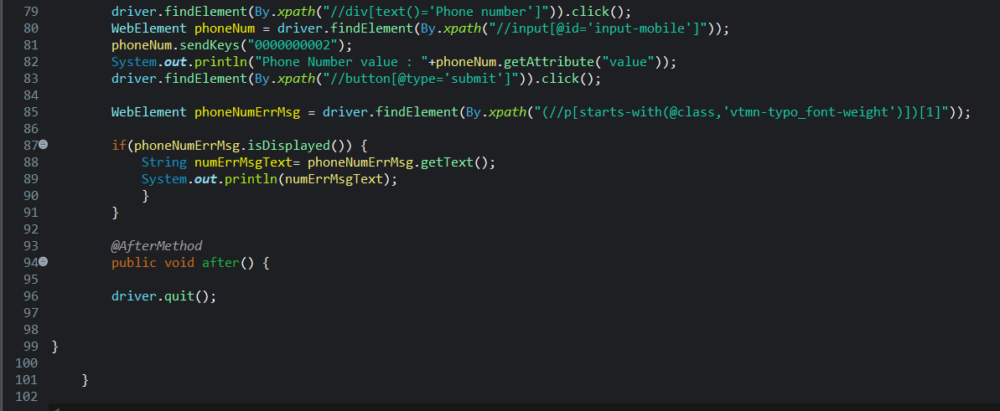 79 driver.findElement(By.xpath("//div[text()='Phone number']")).click();
80 WebElement phoneNum = driver.findElement(By.xpath("//input[@id='input-mobile']"));
81 phoneNum.sendKeys("0000000002");
82 System.out.println("Phone Number value : "+phoneNum.getAttribute("value"));
83 driver.findElement(By.xpath("//button[@type='submit']")).click();
84
85 WebElement phoneNumErrMsg = driver.findElement(By.xpath("(//p[starts-with(@class,'vtmn-typo_font-weight')])[1]"));
86
87 if(phoneNumErrMsg.isDisplayed()) {
88 String numErrMsgText= phoneNumErrMsg.getText();
89 System.out.println(numErrMsgText);
90 }
91 }
92
93 @AfterMethod
94 public void after() {
95
96 driver.quit();
97
98
99 }
100
101 }
102